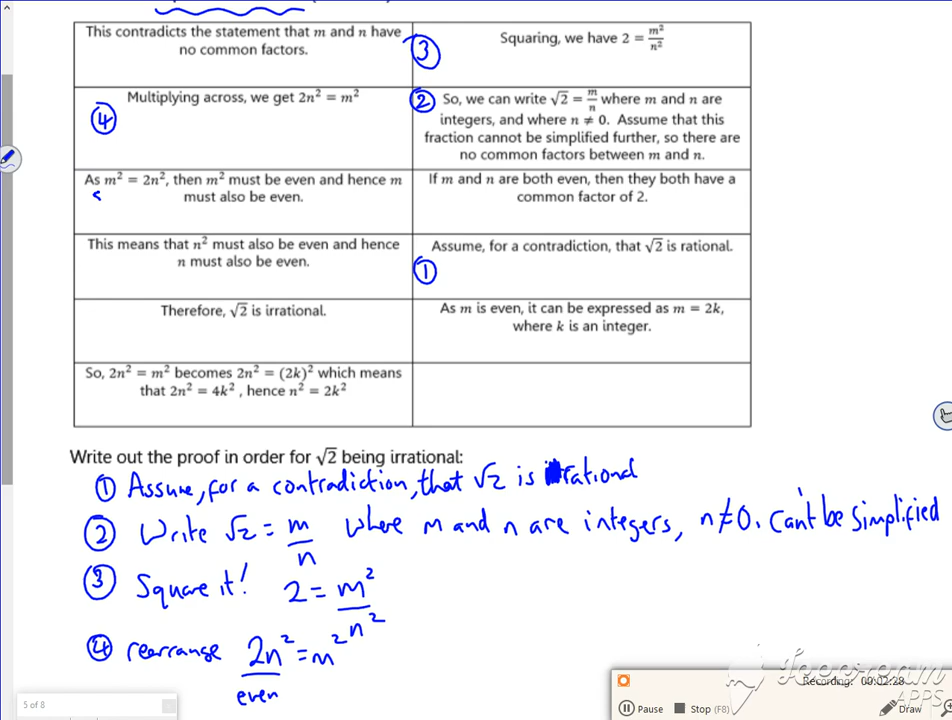 This contradicts the statement that m and n have
no common factors.
③ Squaring, we have 2 = m²/n²
Multiplying across, we get 2n² = m²
④
② So, we can write √2 = m/n where m and n are
integers, and where n ≠ 0. Assume that this
fraction cannot be simplified further, so there are
no common factors between m and n.
As m² = 2n², then m² must be even and hence m
must also be even.
If m and n are both even, then they both have a
common factor of 2.
This means that n² must also be even and hence
n must also be even.
Assume, for a contradiction, that √2 is rational.
①
Therefore, √2 is irrational.
As m is even, it can be expressed as m = 2k,
where k is an integer.
So, 2n² = m² becomes 2n² = (2k)² which means
that 2n² = 4k² , hence n² = 2k²
Write out the proof in order for √2 being irrational:
① Assume, for a contradiction, that √2 is rational
② Write √2 = m/n where m and n are integers, n≠0. Can't be simplified
③ Square it! 2 = m²/n²
④ rearrange 2n² = m²
even
5 of 8
Icecream
APPS
Recording: 00:02:28
Pause Stop (F8) Draw